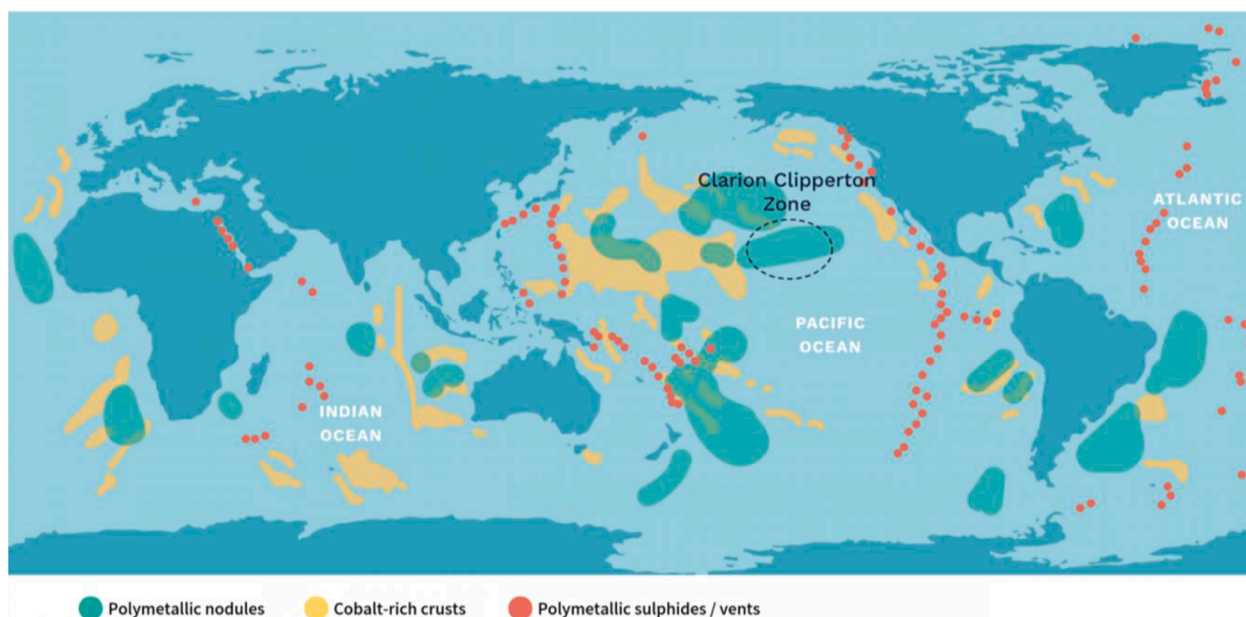 Clarion Clipperton
Zone
ATLANTIC
OCEAN
PACIFIC
OCEAN
INDIAN
OCEAN
Polymetallic nodules
Cobalt-rich crusts
Polymetallic sulphides / vents